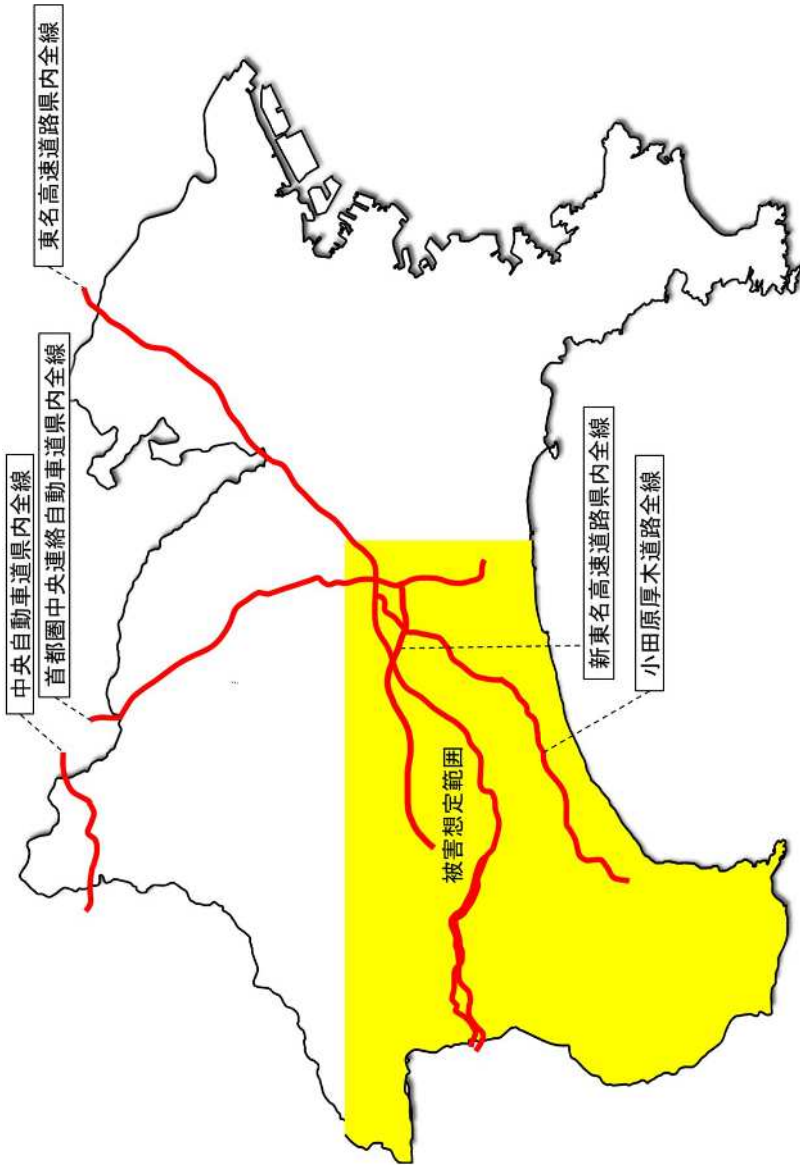 東名高速道路県内全線
首都圏中央連絡自動車道県内全線
中央自動車道県内全線
新東名高速道路県内全線
小田原厚木道路全線
被害想定範囲